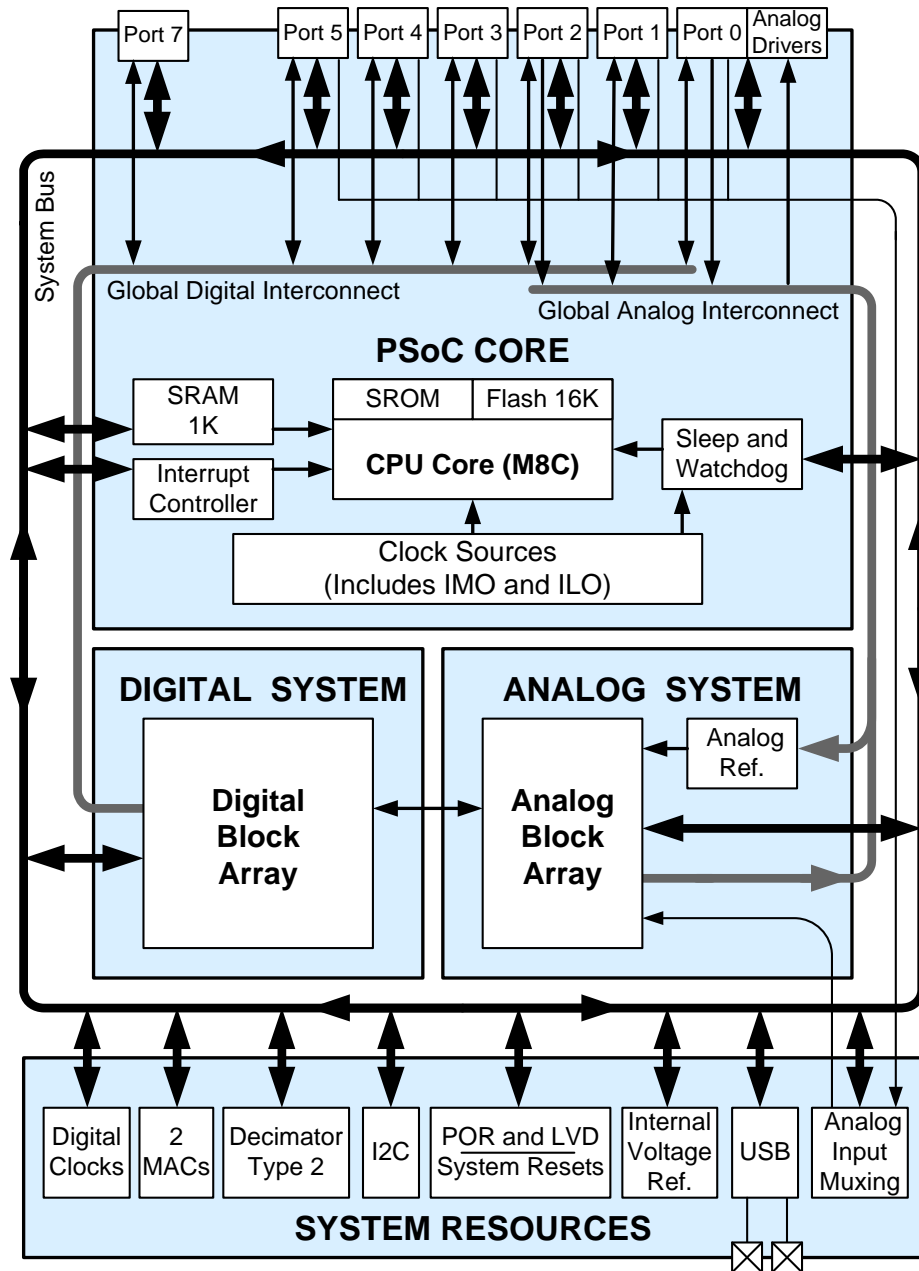 Port 7
Port 5
Port 4
Port 3
Port 2
Port 1
Port 0
Analog
Drivers
System Bus
Global Digital Interconnect
Global Analog Interconnect
PSoC CORE
SRAM
1K
SROM
Flash 16K
Interrupt
Controller
CPU Core (M8C)
Sleep and
Watchdog
Clock Sources
(Includes IMO and ILO)
DIGITAL SYSTEM
ANALOG SYSTEM
Digital
Block
Array
Analog
Block
Array
Analog
Ref.
Digital
Clocks
2
MACs
Decimator
Type 2
I2C
POR and LVD
System Resets
Internal
Voltage
Ref.
USB
Analog
Input
Muxing
SYSTEM RESOURCES